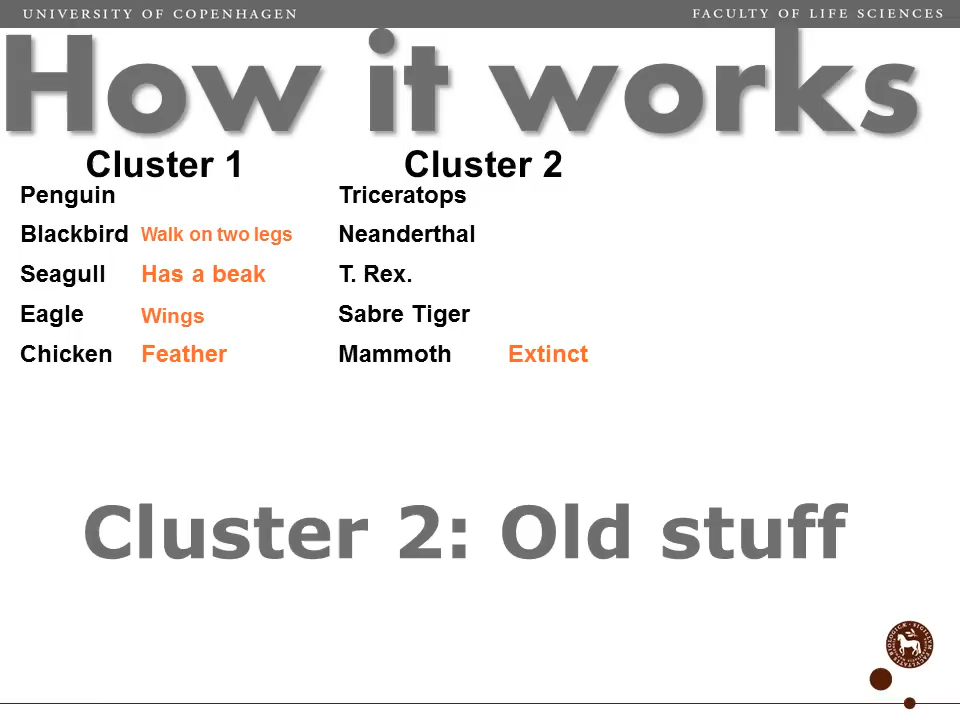 UNIVERSITY OF COPENHAGEN
FACULTY OF LIFE SCIENCES
How it works
Cluster 1
Penguin
Blackbird Walk on two legs
Seagull Has a beak
Eagle Wings
Chicken Feather
Cluster 2
Triceratops
Neanderthal
T. Rex.
Sabre Tiger
Mammoth Extinct
Cluster 2: Old stuff